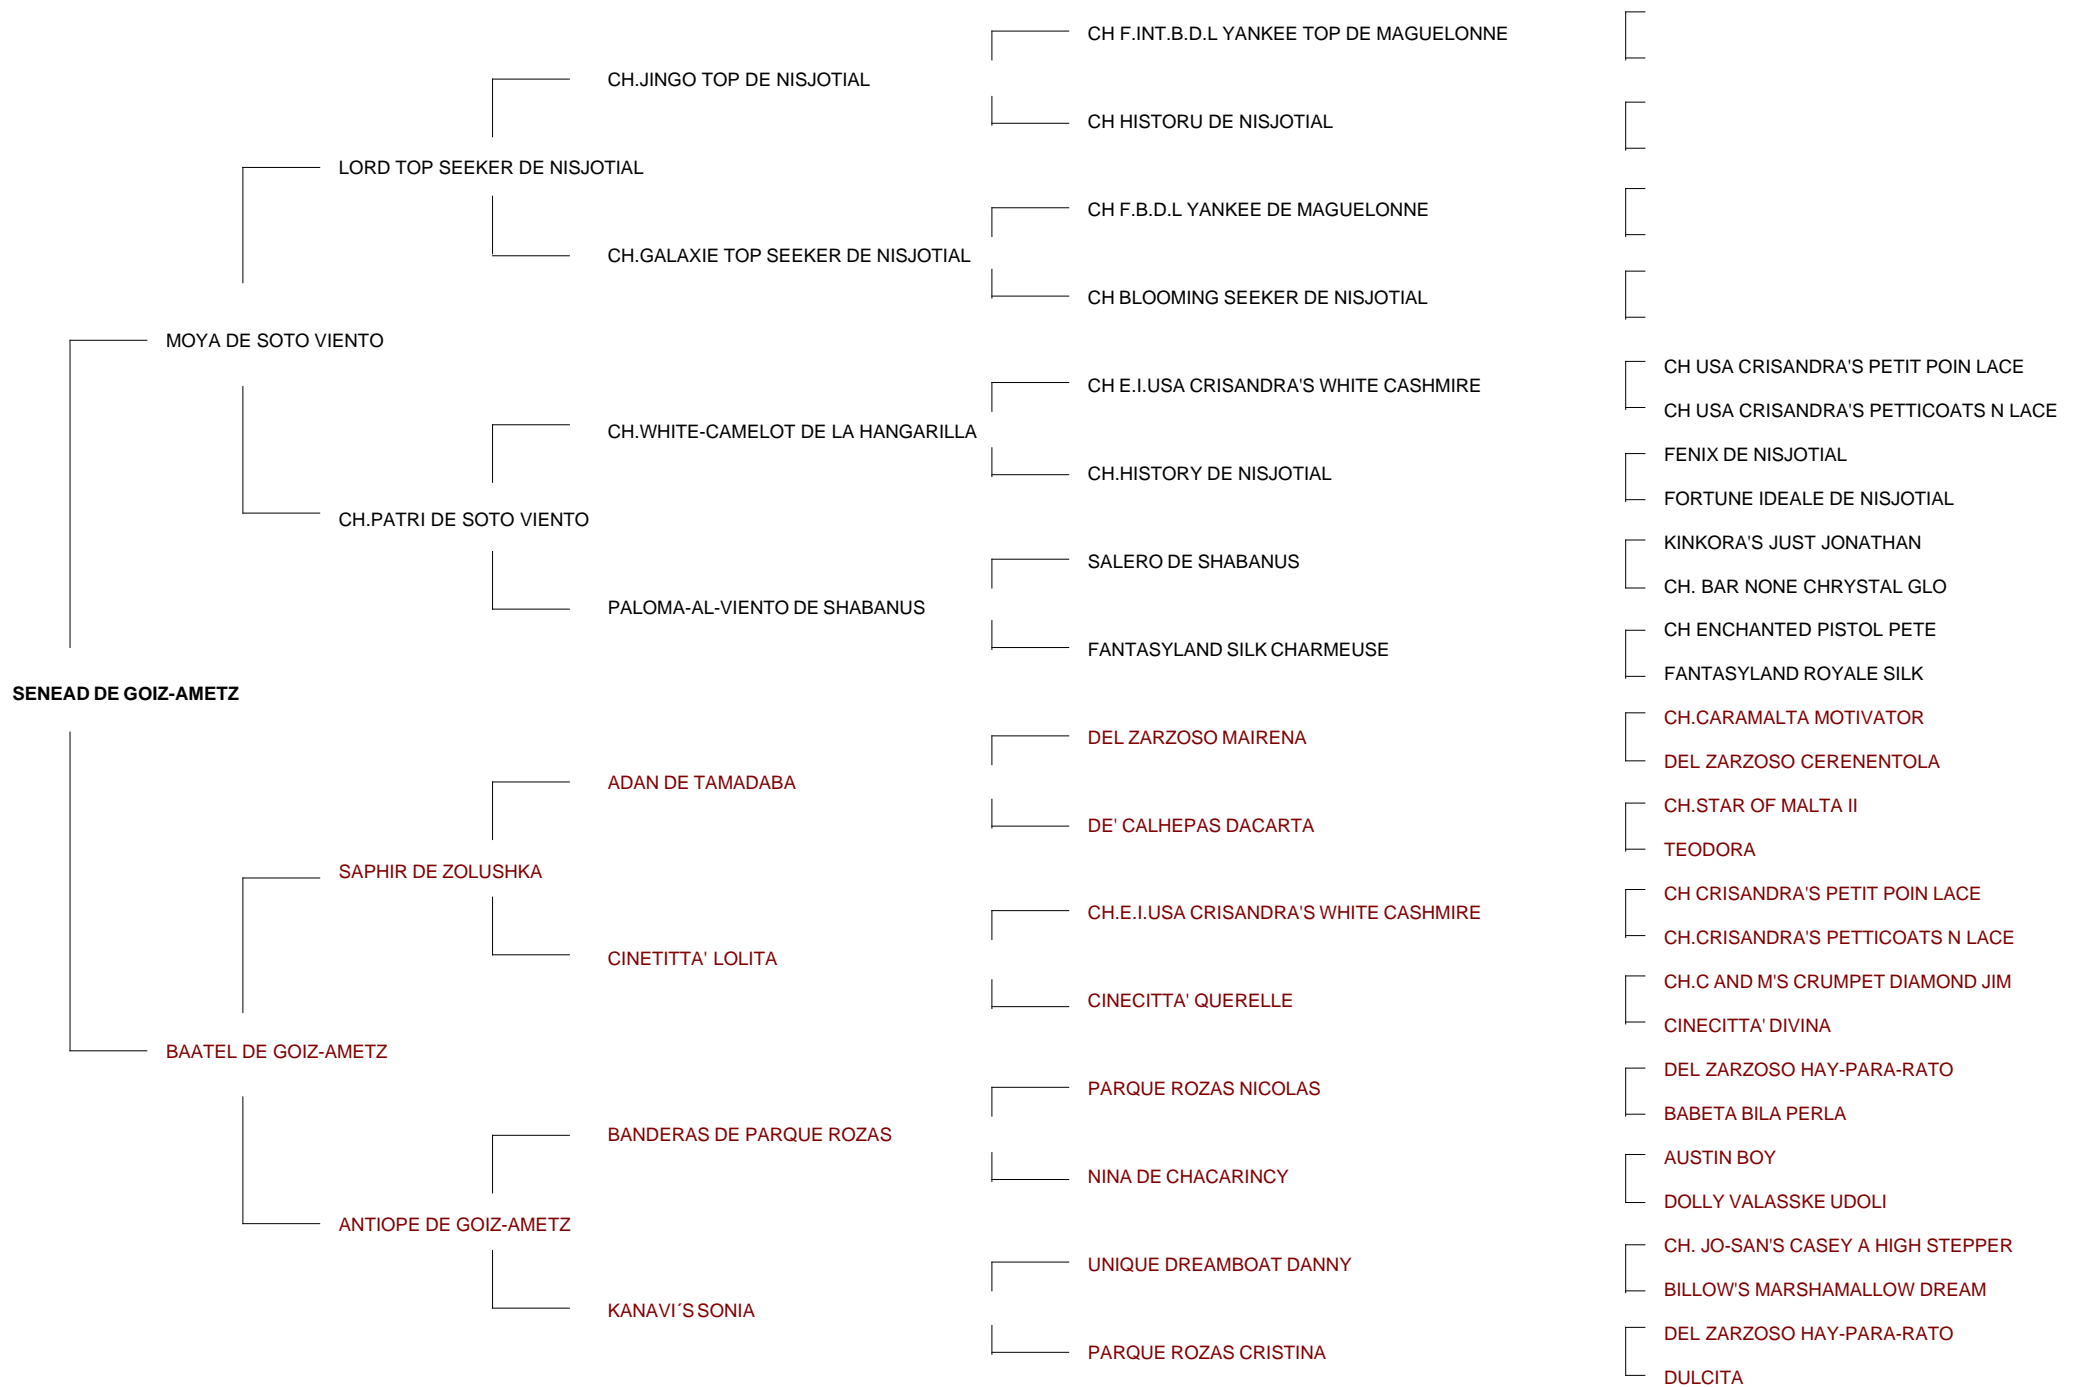 CH F.INT.B.D.L YANKEE TOP DE MAGUELONNE
CH.JINGO TOP DE NISJOTIAL
CH HISTORU DE NISJOTIAL
LORD TOP SEEKER DE NISJOTIAL
CH F.B.D.L YANKEE DE MAGUELONNE
CH.GALAXIE TOP SEEKER DE NISJOTIAL
CH BLOOMING SEEKER DE NISJOTIAL
MOYA DE SOTO VIENTO
CH USA CRISANDRA'S PETIT POIN LACE
CH E.I.USA CRISANDRA'S WHITE CASHMIRE
CH USA CRISANDRA'S PETTICOATS N LACE
CH.WHITE-CAMELOT DE LA HANGARILLA
FENIX DE NISJOTIAL
CH.HISTORY DE NISJOTIAL
FORTUNE IDEALE DE NISJOTIAL
CH.PATRI DE SOTO VIENTO
KINKORA'S JUST JONATHAN
SALERO DE SHABANUS
CH. BAR NONE CHRYSTAL GLO
PALOMA-AL-VIENTO DE SHABANUS
CH ENCHANTED PISTOL PETE
FANTASYLAND SILK CHARMEUSE
FANTASYLAND ROYALE SILK
SENEAD DE GOIZ-AMETZ
CH.CARAMALTA MOTIVATOR
DEL ZARZOSO MAIRENA
DEL ZARZOSO CERENENTOLA
ADAN DE TAMADABA
CH.STAR OF MALTA II
DE' CALHEPAS DACARTA
TEODORA
SAPHIR DE ZOLUSHKA
CH CRISANDRA'S PETIT POIN LACE
CH.E.I.USA CRISANDRA'S WHITE CASHMIRE
CH.CRISANDRA'S PETTICOATS N LACE
CINETITTA' LOLITA
CH.C AND M'S CRUMPET DIAMOND JIM
CINECITTA' QUERELLE
CINECITTA' DIVINA
BAATEL DE GOIZ-AMETZ
DEL ZARZOSO HAY-PARA-RATO
PARQUE ROZAS NICOLAS
BABETA BILA PERLA
BANDERAS DE PARQUE ROZAS
AUSTIN BOY
NINA DE CHACARINCY
DOLLY VALASSKE UDOLI
ANTIOPE DE GOIZ-AMETZ
CH. JO-SAN'S CASEY A HIGH STEPPER
UNIQUE DREAMBOAT DANNY
BILLOW'S MARSHAMALLOW DREAM
KANAVI´S SONIA
DEL ZARZOSO HAY-PARA-RATO
PARQUE ROZAS CRISTINA
DULCITA